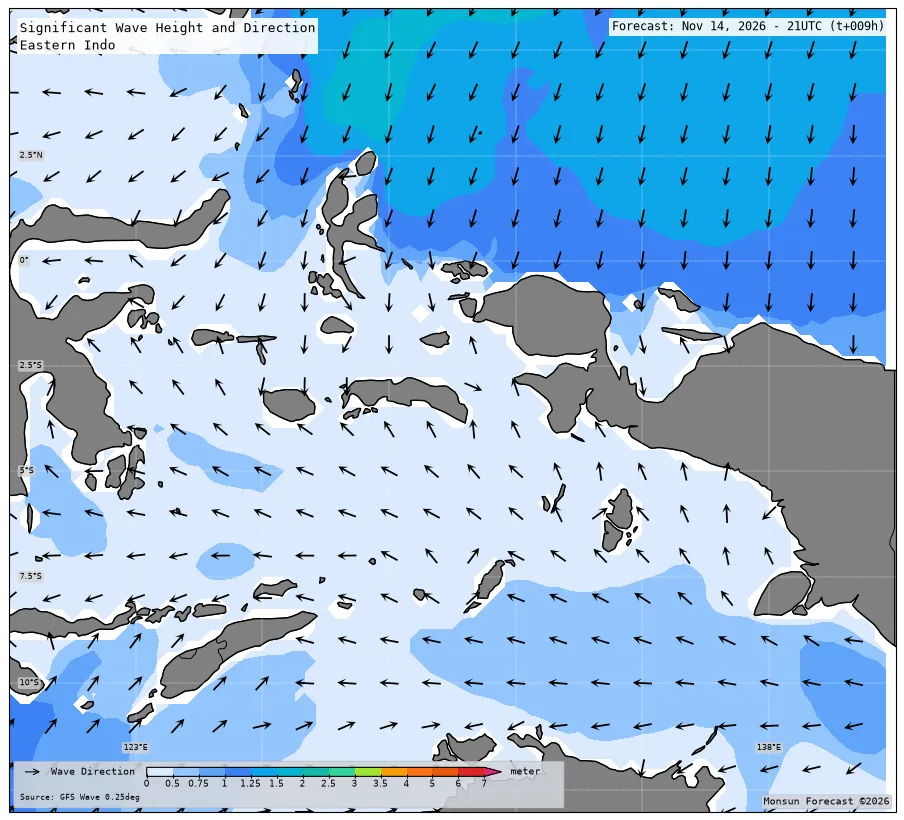 Significant Wave Height and Direction
Eastern Indo
Forecast: Nov 14, 2026 - 21UTC (t+009h)
2.5°N
0°
2.5°S
5°S
7.5°S
10°S
123°E
138°E
Wave Direction
meter
0 0.5 0.75 1 1.25 1.5 2 2.5 3 3.5 4 5 6 7
Source: GFS Wave 0.25deg
Monsun Forecast ©2026